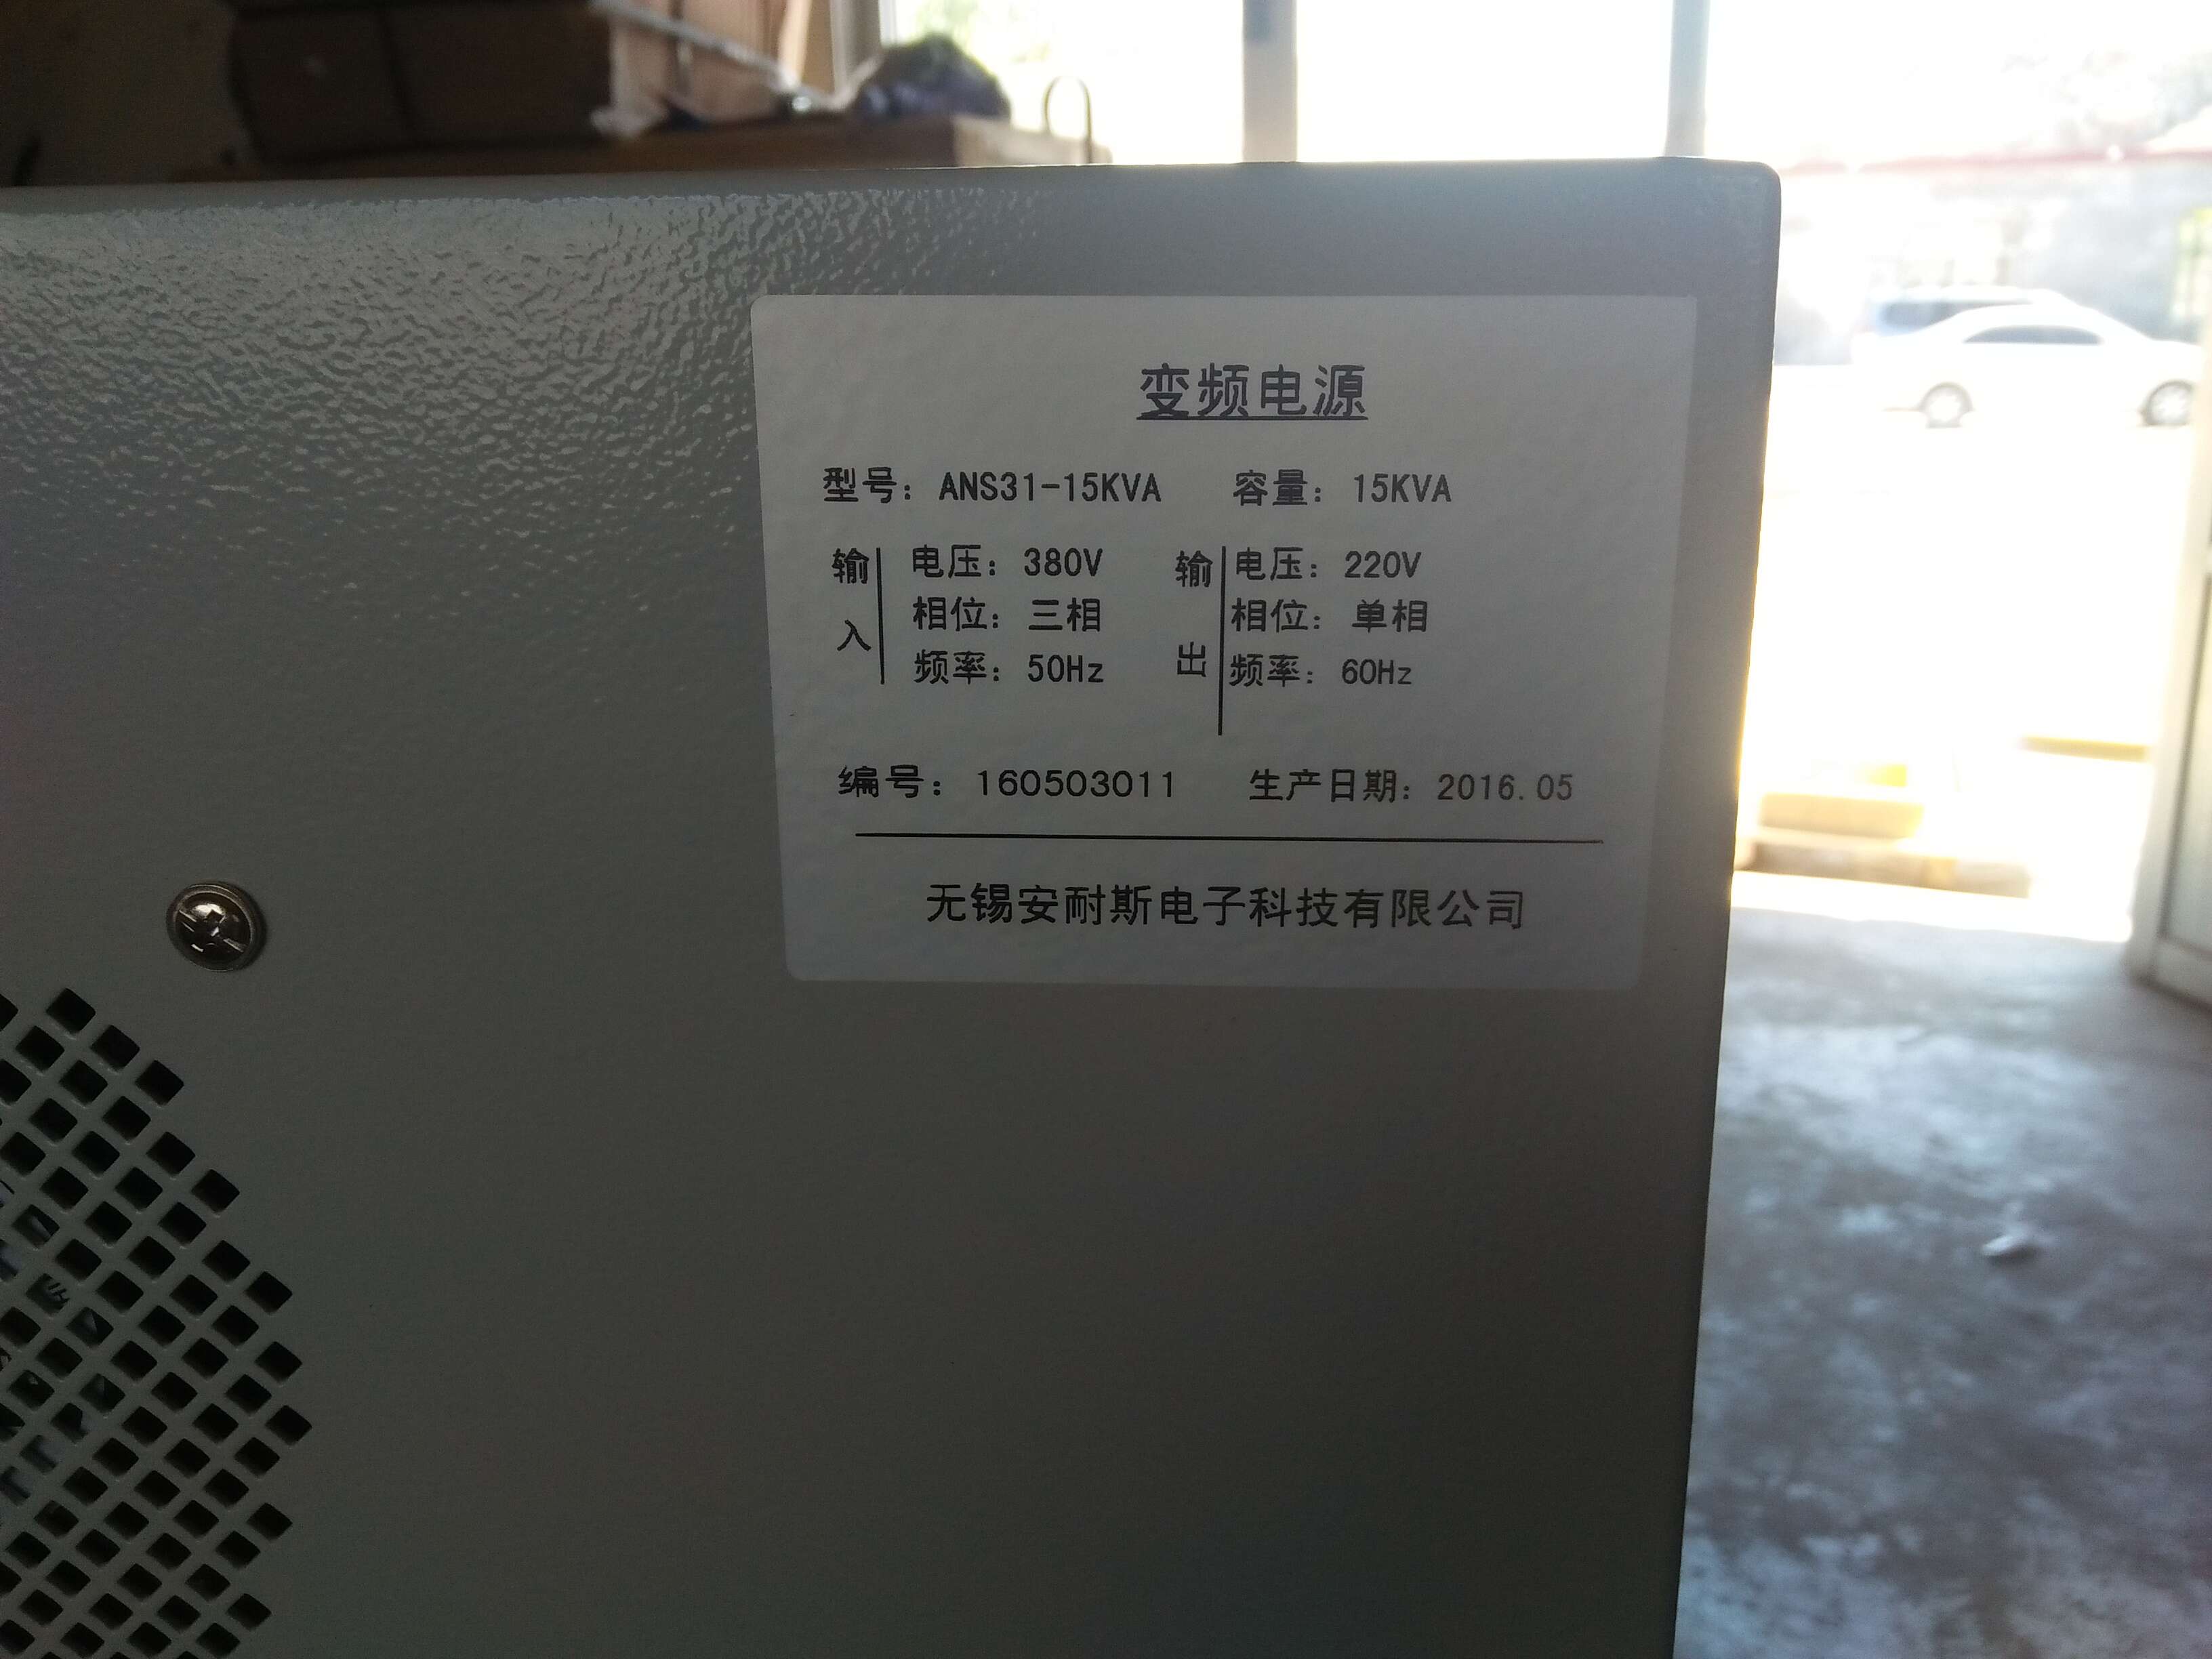 变频电源
型号：ANS31-15KVA 容量：15KVA
输入 电压：380V 输出 电压：220V
相位：三相 相位：单相
频率：50Hz 频率：60Hz
编号：160503011 生产日期：2016.05
无锡安耐斯电子科技有限公司